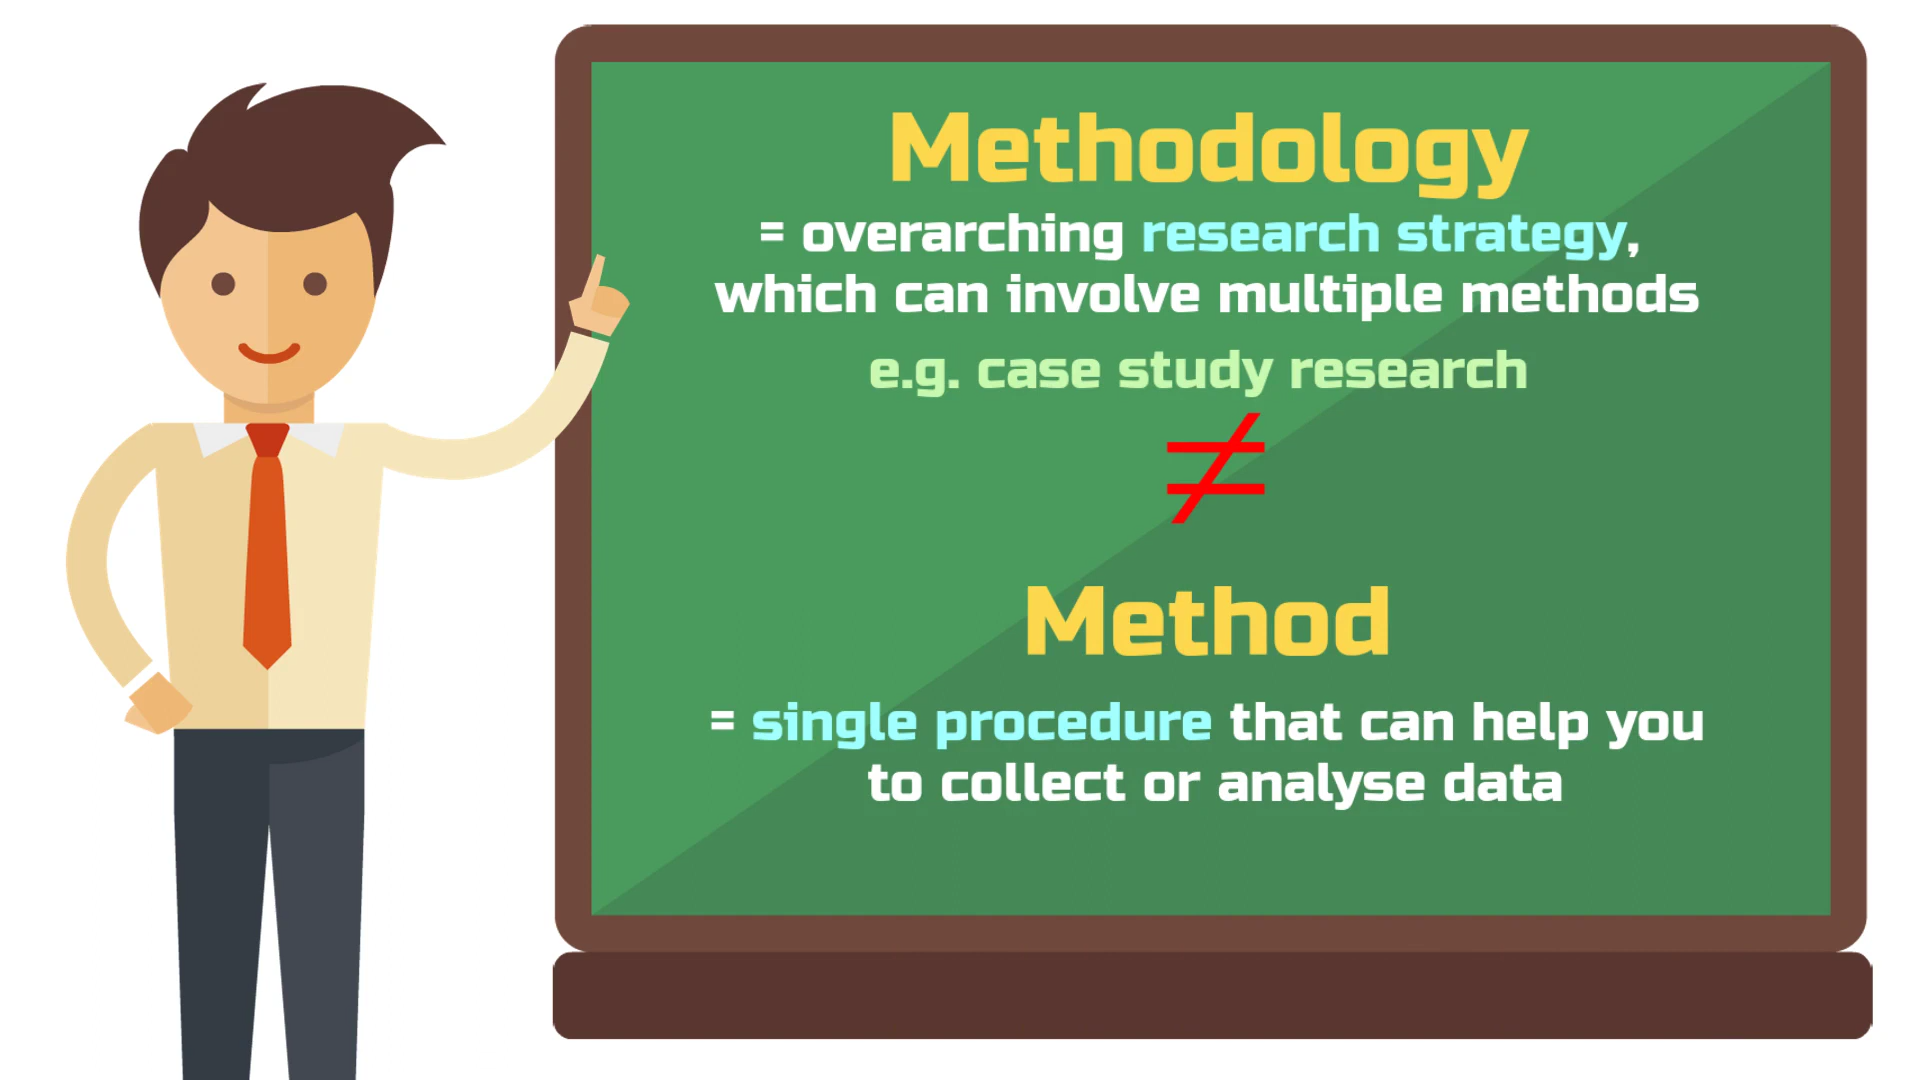 Methodology
= overarching research strategy,
which can involve multiple methods
e.g. case study research
≠
Method
= single procedure that can help you
to collect or analyse data